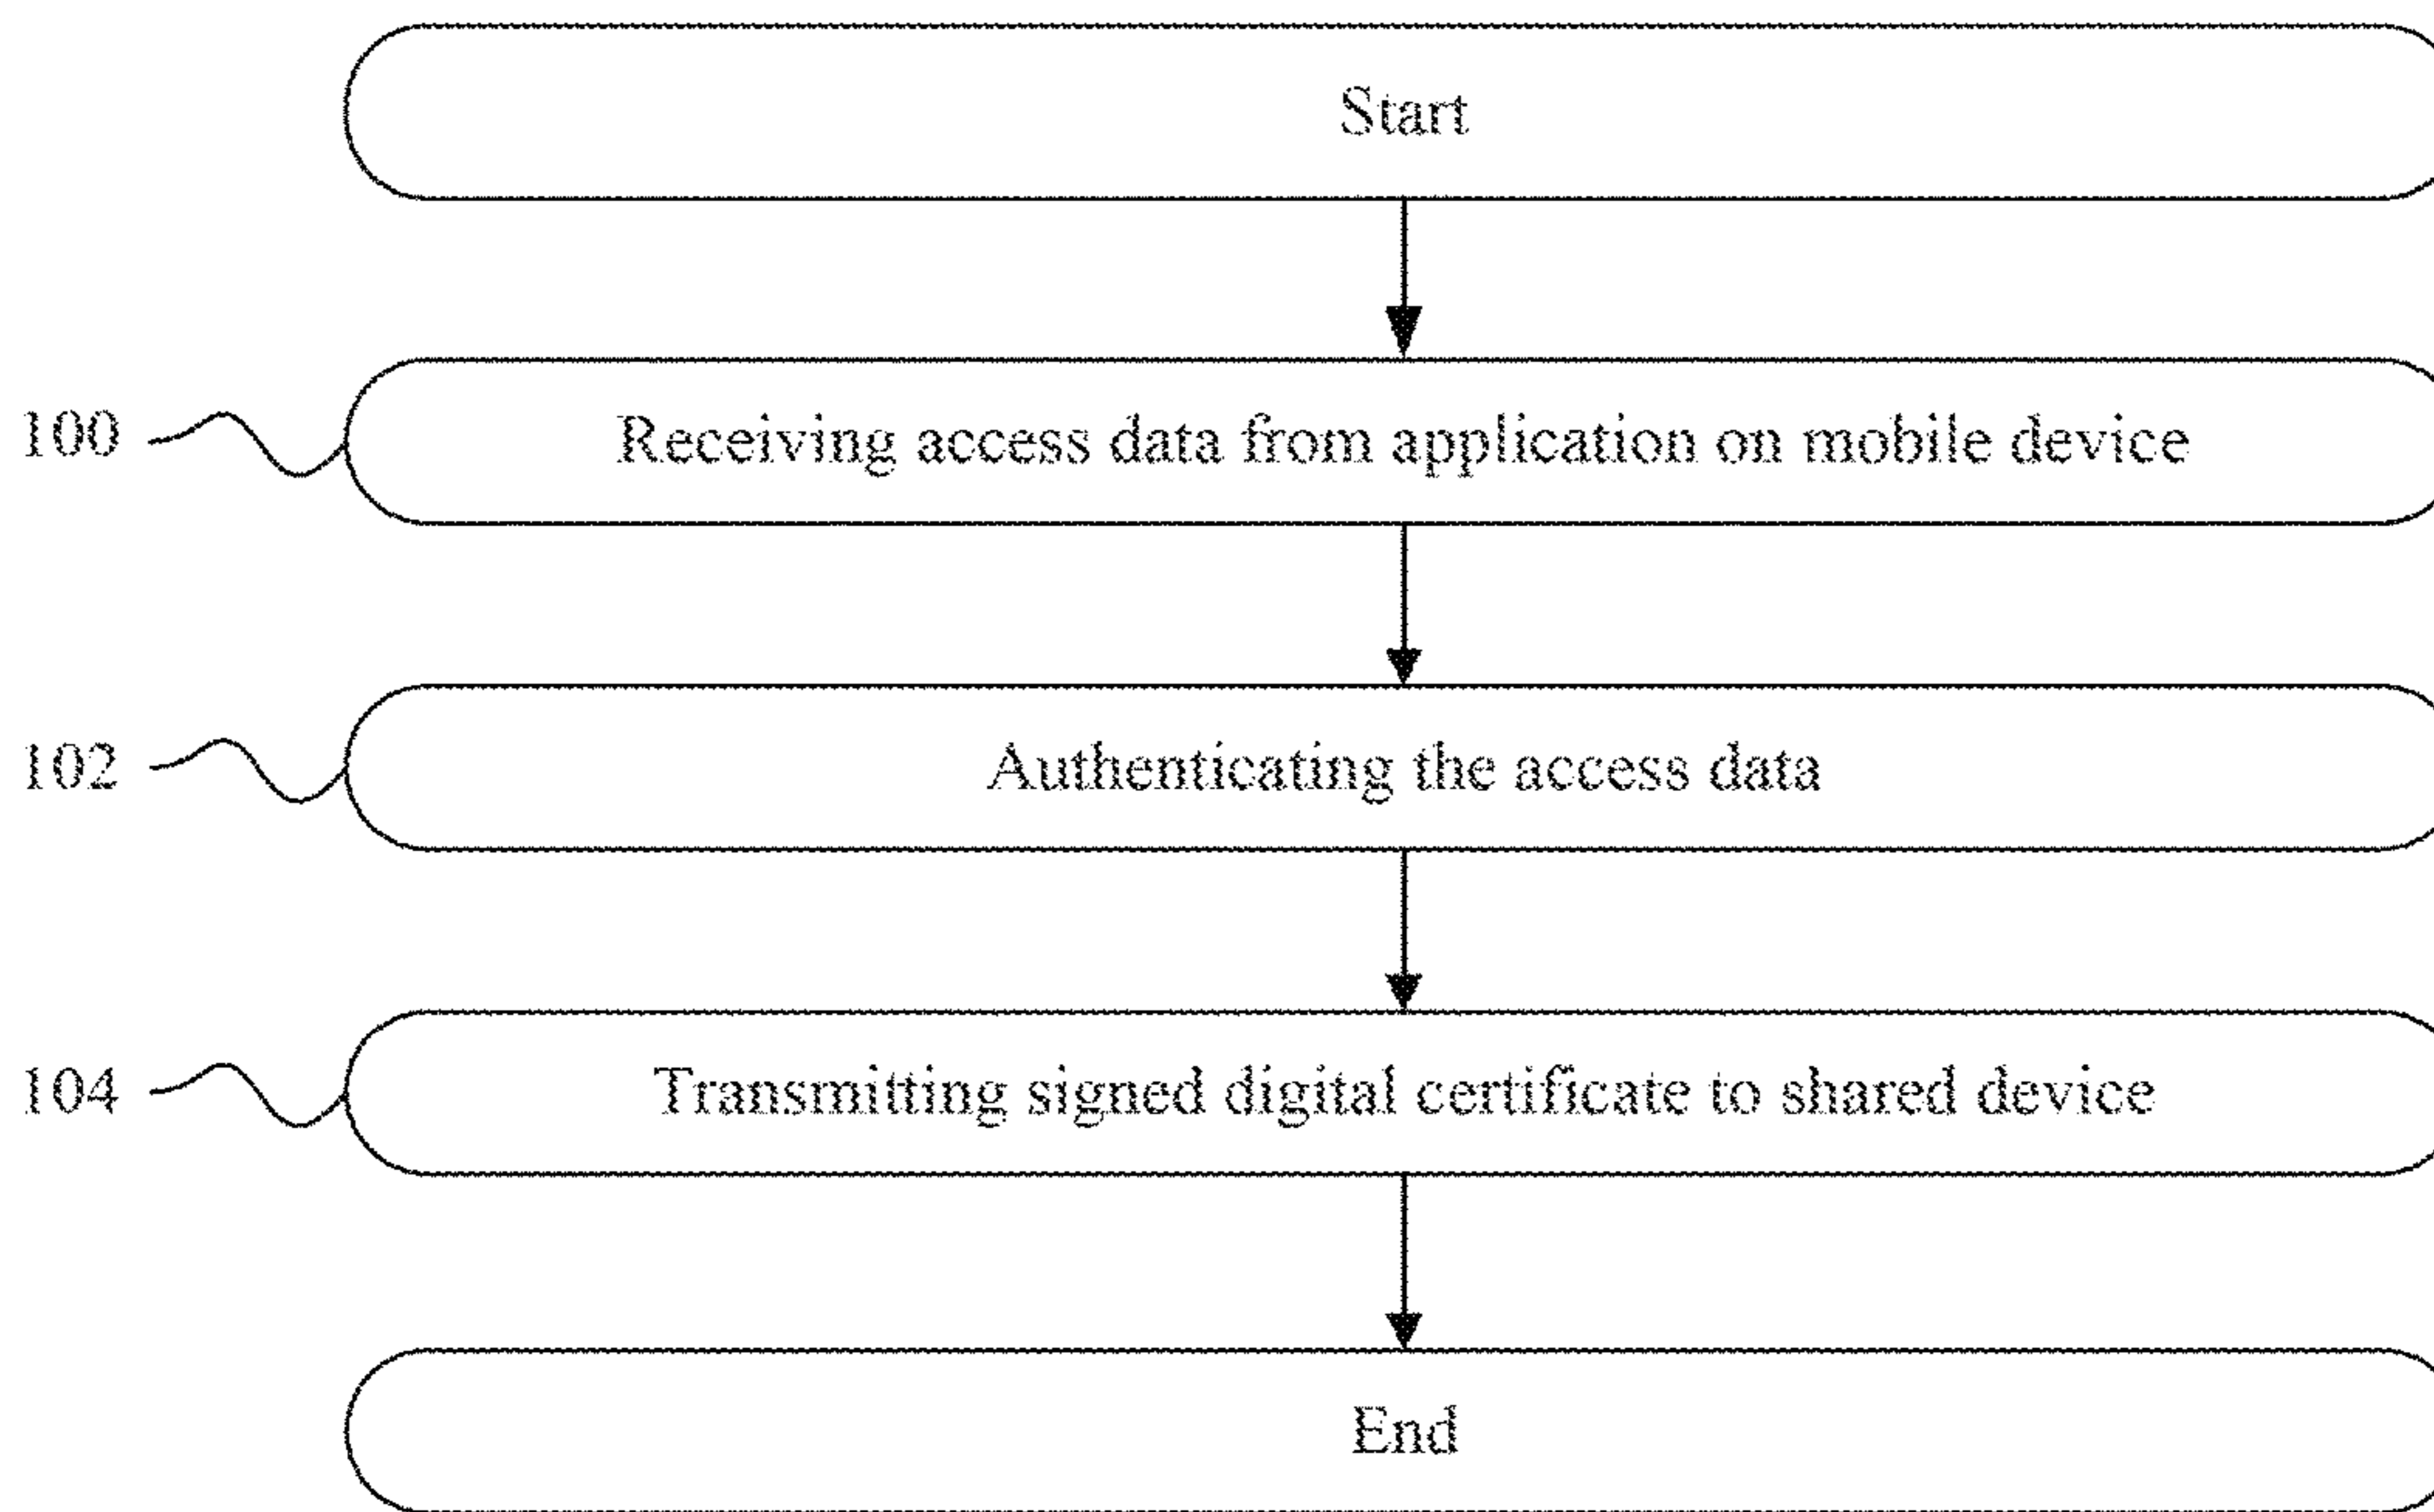 Start
100 Receiving access data from application on mobile device
102 Authenticating the access data
104 Transmitting signed digital certificate to shared device
End